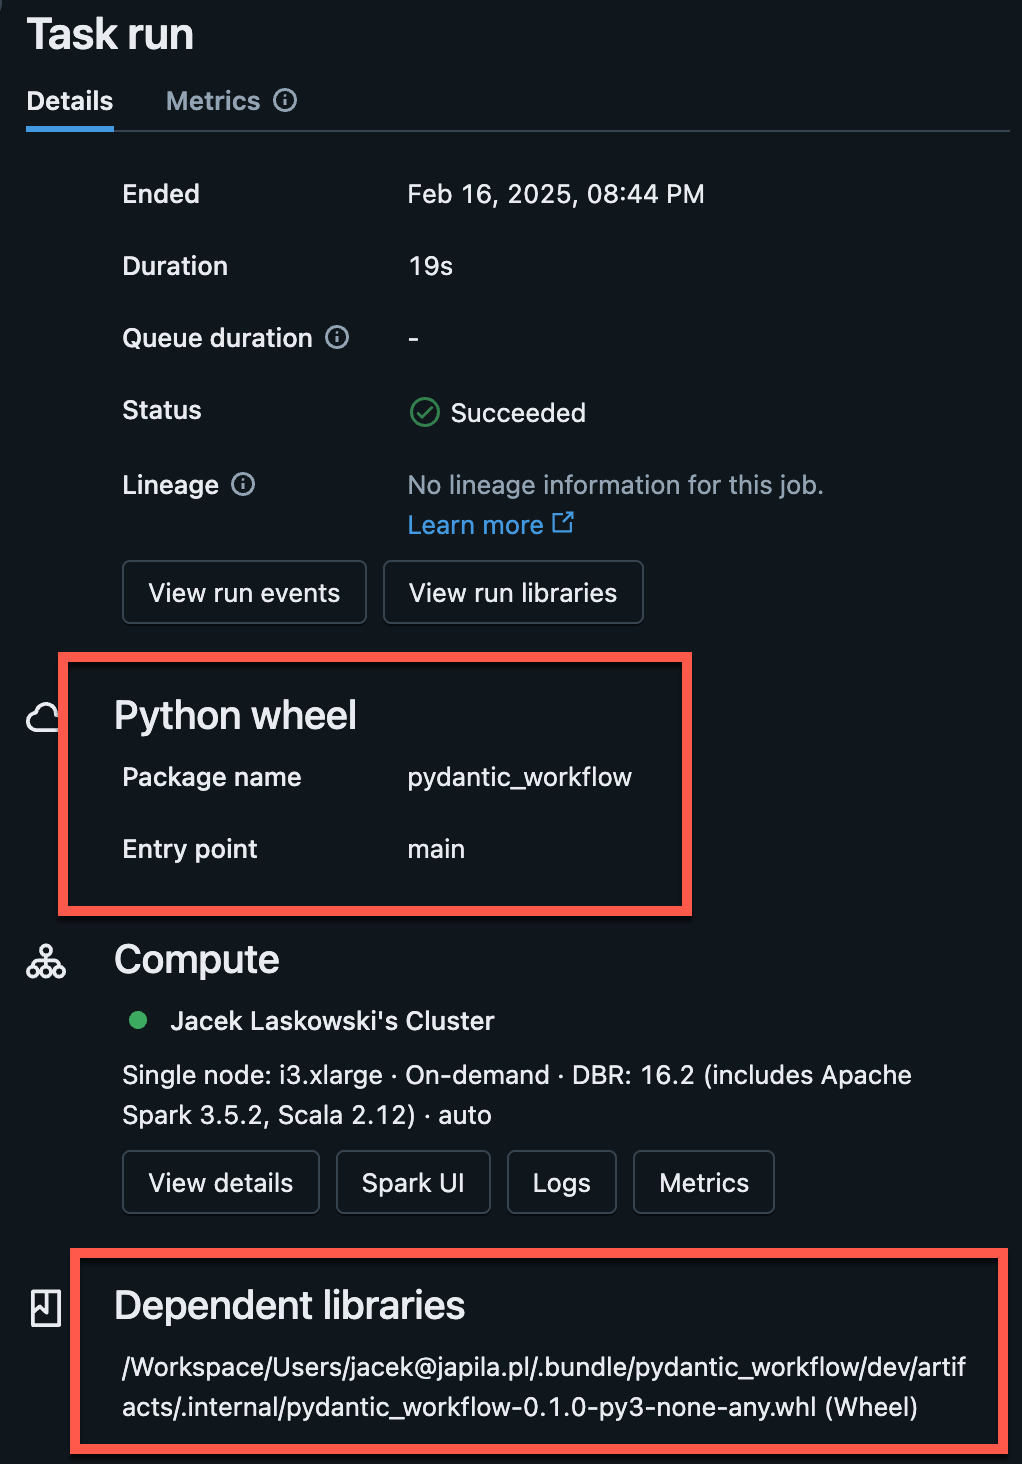 Task run
Details Metrics
Ended Feb 16, 2025, 08:44 PM
Duration 19s
Queue duration -
Status Succeeded
Lineage No lineage information for this job.
Learn more
View run events View run libraries
Python wheel
Package name pydantic_workflow
Entry point main
Compute
Jacek Laskowski's Cluster
Single node: i3.xlarge · On-demand · DBR: 16.2 (includes Apache
Spark 3.5.2, Scala 2.12) · auto
View details Spark UI Logs Metrics
Dependent libraries
/Workspace/Users/jacek@japila.pl/.bundle/pydantic_workflow/dev/artif
acts/.internal/pydantic_workflow-0.1.0-py3-none-any.whl (Wheel)